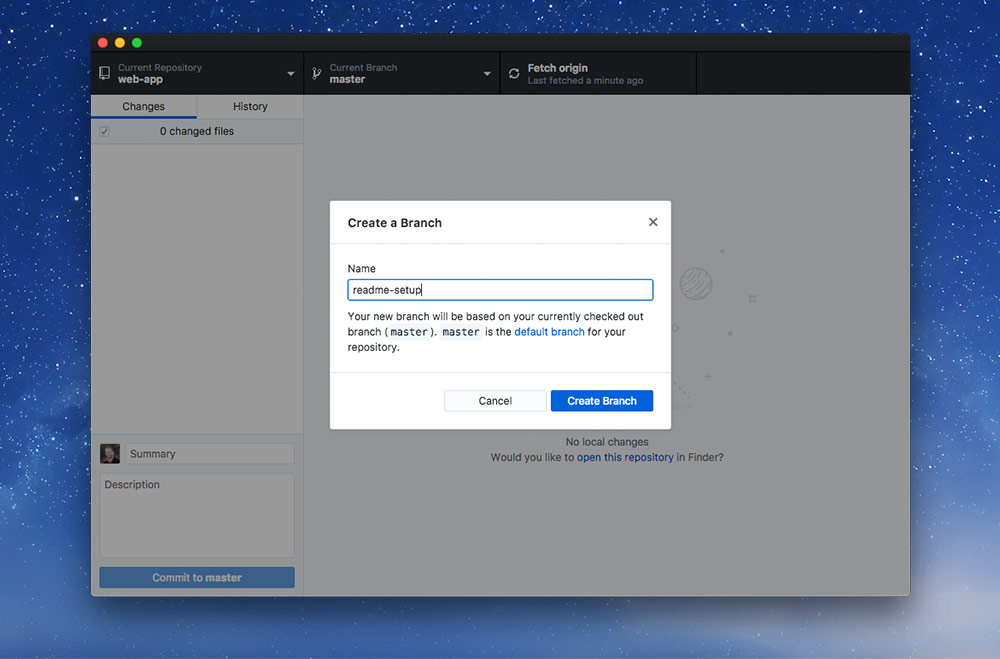 Current Repository
web-app
Current Branch
master
Fetch origin
Last fetched a minute ago
Changes
History
0 changed files
Create a Branch
Name
readme-setup
Your new branch will be based on your currently checked out
branch (master). master is the default branch for your
repository.
Cancel
Create Branch
No local changes
Would you like to open this repository in Finder?
Summary
Description
Commit to master